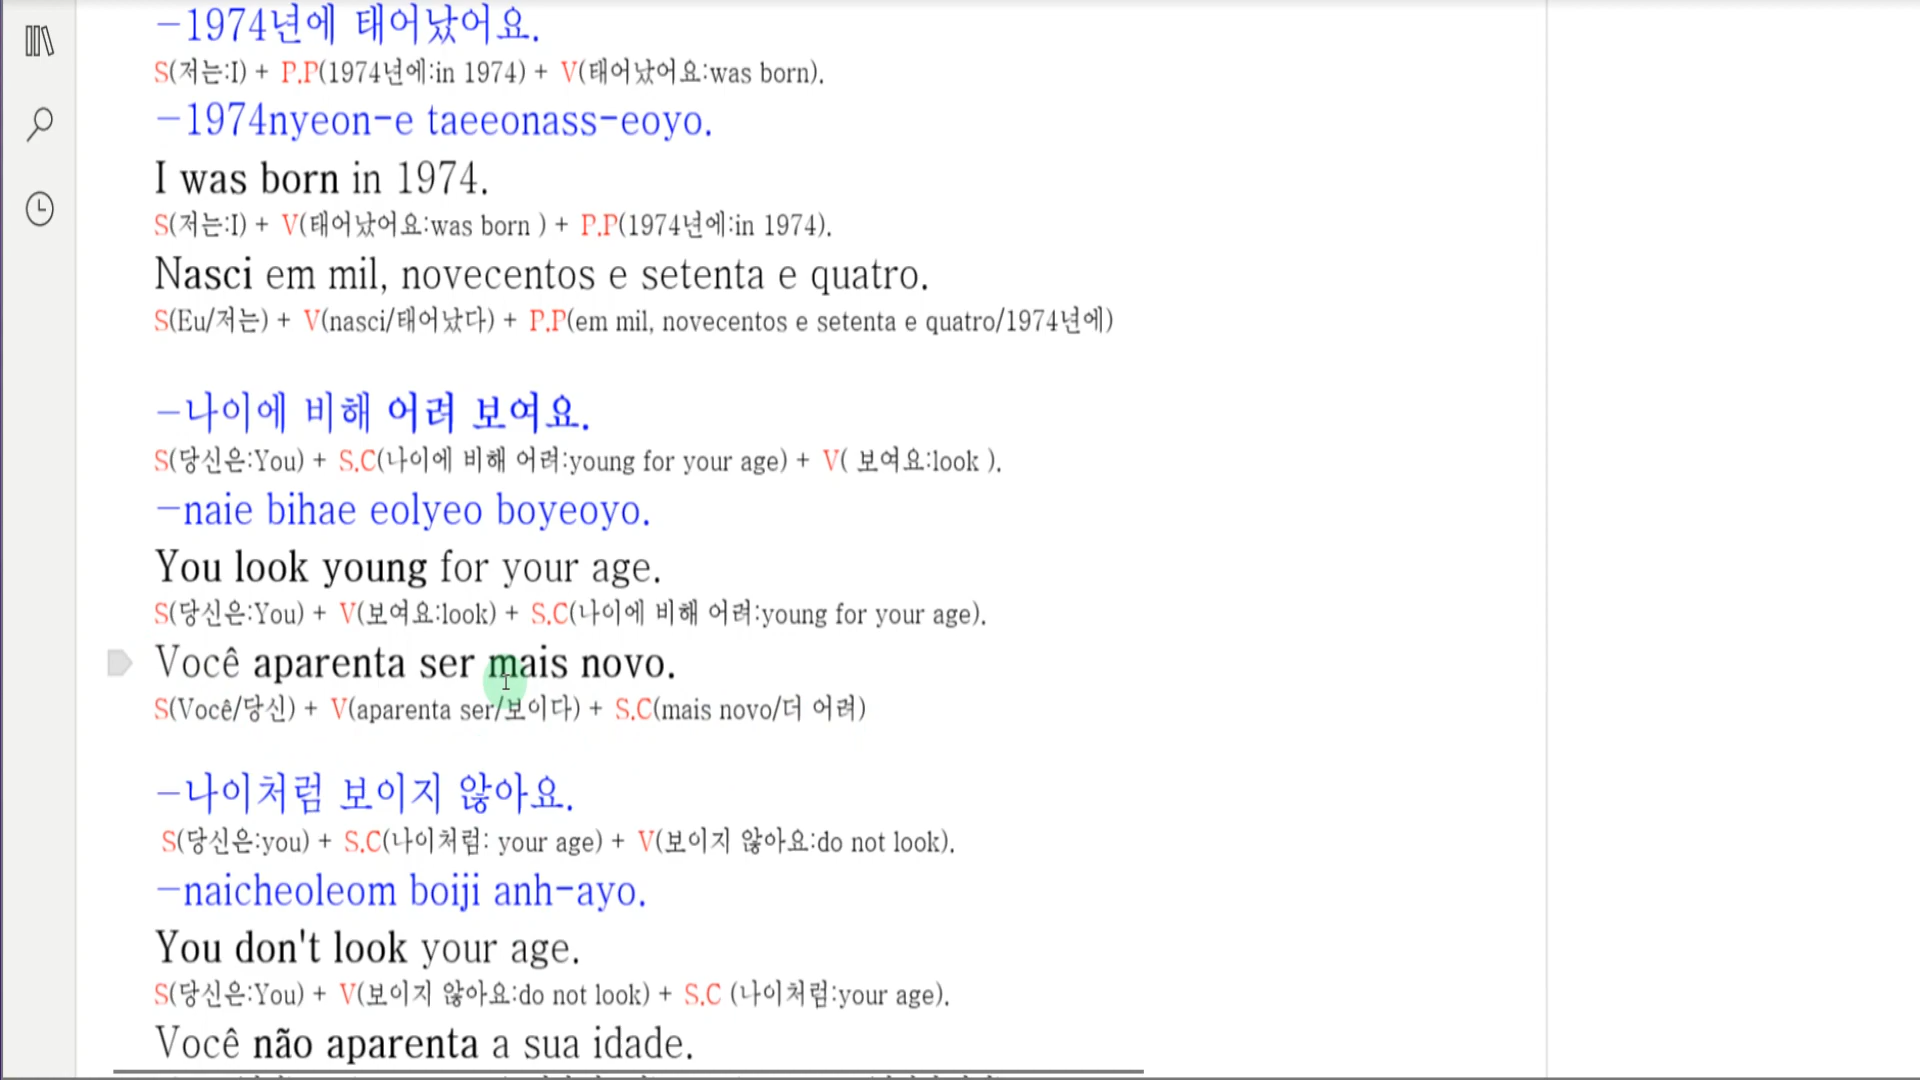 –1974년에 태어났어요.
S(저는:I) + P.P(1974년에:in 1974) + V(태어났어요:was born).
–1974nyeon-e taeeonass-eoyo.
I was born in 1974.
S(저는:I) + V(태어났어요:was born ) + P.P(1974년에:in 1974).
Nasci em mil, novecentos e setenta e quatro.
S(Eu/저는) + V(nasci/태어났다) + P.P(em mil, novecentos e setenta e quatro/1974년에)
–나이에 비해 어려 보여요.
S(당신은:You) + S.C(나이에 비해 어려:young for your age) + V( 보여요:look ).
–naie bihae eolyeo boyeoyo.
You look young for your age.
S(당신은:You) + V(보여요:look) + S.C(나이에 비해 어려:young for your age).
Você aparenta ser mais novo.
S(Você/당신) + V(aparenta ser/보이다) + S.C(mais novo/더 어려)
–나이처럼 보이지 않아요.
S(당신은:you) + S.C(나이처럼: your age) + V(보이지 않아요:do not look).
–naicheoleom boiji anh-ayo.
You don't look your age.
S(당신은:You) + V(보이지 않아요:do not look) + S.C (나이처럼:your age).
Você não aparenta a sua idade.